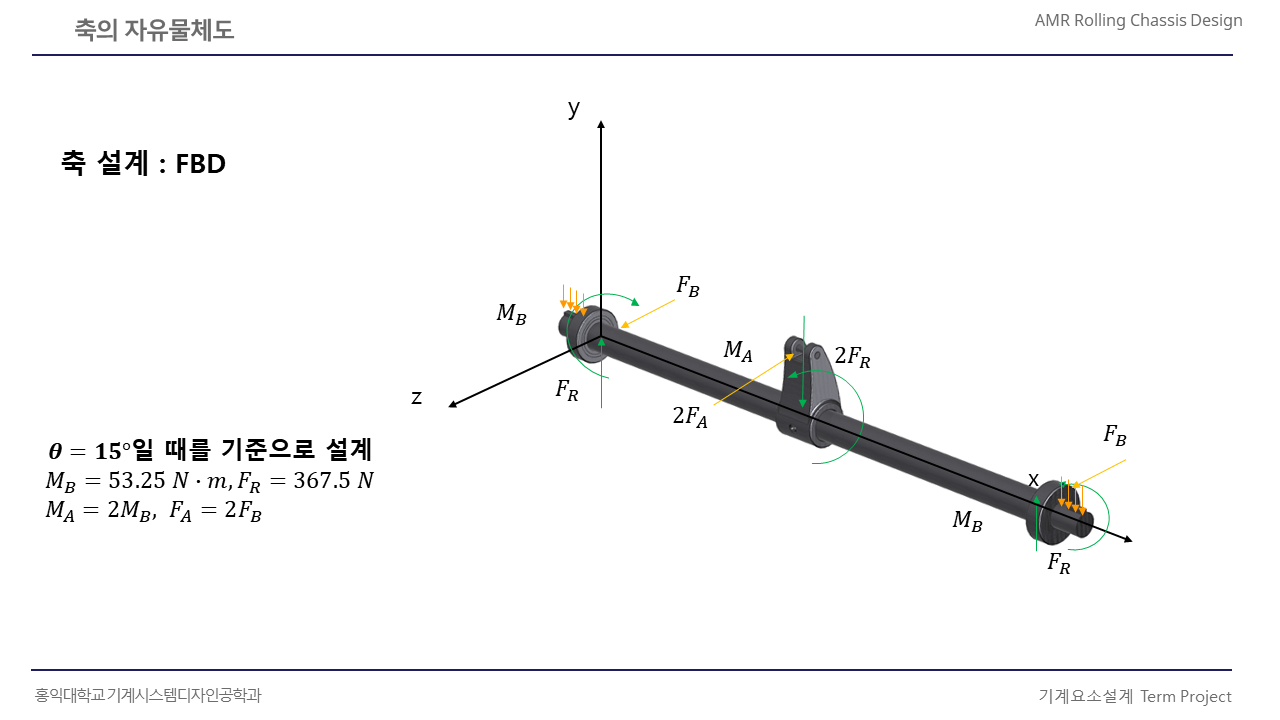 축의 자유물체도
AMR Rolling Chassis Design
y
축 설계 : FBD
F_B
M_B
M_A
2F_R
F_R
z
2F_A
F_B
θ = 15°일 때를 기준으로 설계
M_B = 53.25 N · m, F_R = 367.5 N
M_A = 2M_B, F_A = 2F_B
x
M_B
F_R
홍익대학교 기계시스템디자인공학과
기계요소설계 Term Project